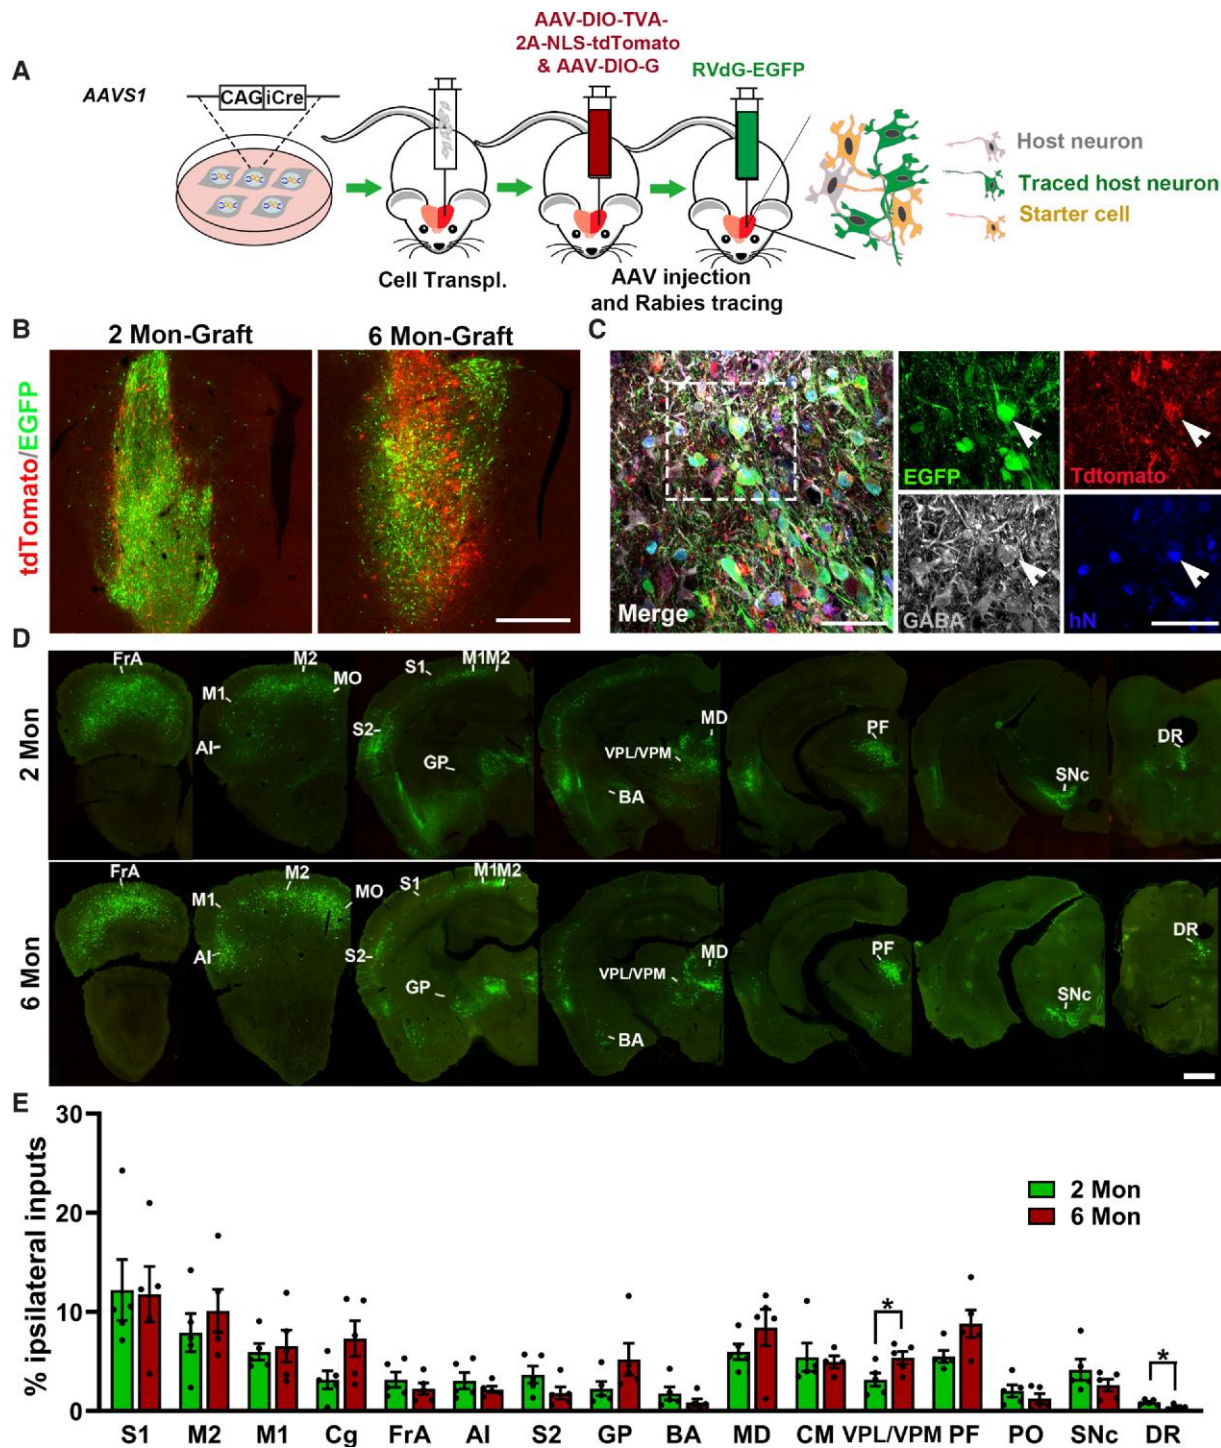 A
AAVS1
CAG iCre
AAV-DIO-TVA-
2A-NLS-tdTomato
& AAV-DIO-G
RVdG-EGFP
Cell Transpl.
AAV injection
and Rabies tracing
Host neuron
Traced host neuron
Starter cell
B
2 Mon-Graft
6 Mon-Graft
tdTomato/EGFP
C
Merge
EGFP
Tdtomato
GABA
hN
D
2 Mon
FrA
M2
M1
MO
AI
S1
M1M2
S2
GP
MD
VPL/VPM
BA
PF
SNc
DR
6 Mon
FrA
M2
M1
MO
AI
S1
M1M2
S2
GP
MD
VPL/VPM
BA
PF
SNc
DR
E
% ipsilateral inputs
30
20
10
0
2 Mon
6 Mon
*
*
S1 M2 M1 Cg FrA AI S2 GP BA MD CM VPL/VPM PF PO SNc DR